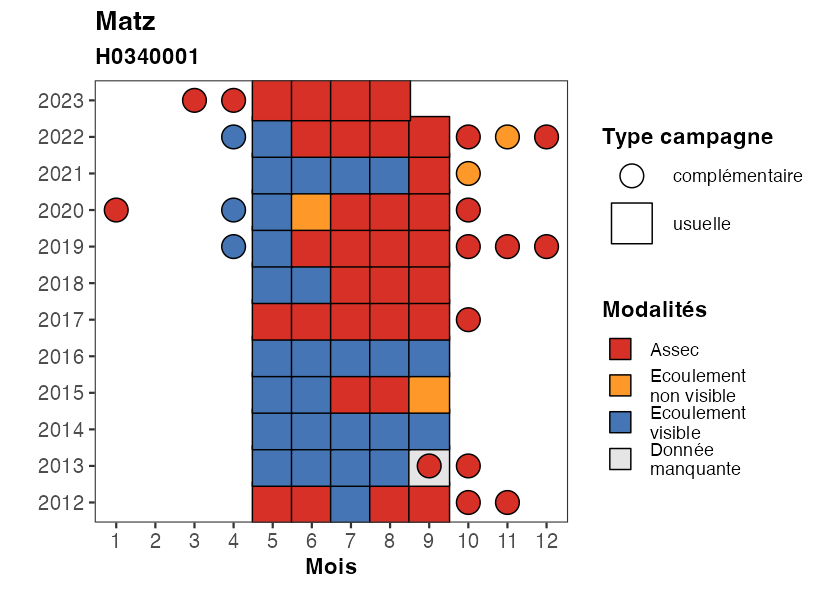 Matz
H0340001
2023
2022
2021
2020
2019
2018
2017
2016
2015
2014
2013
2012
1 2 3 4 5 6 7 8 9 10 11 12
Mois
Type campagne
complémentaire
usuelle
Modalités
Assec
Ecoulement
non visible
Ecoulement
visible
Donnée
manquante